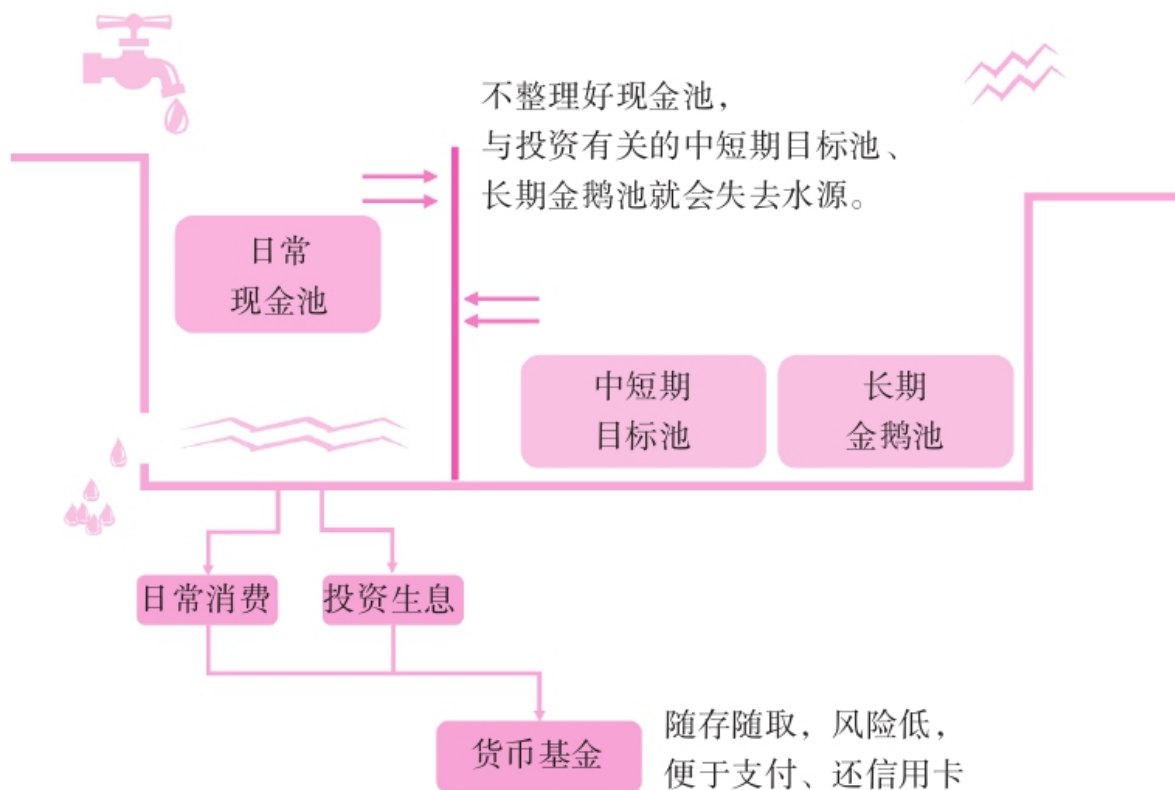 不整理好现金池，
与投资有关的中短期目标池、
长期金鹅池就会失去水源。
日常
现金池
中短期
目标池
长期
金鹅池
日常消费
投资生息
货币基金
随存随取，风险低，
便于支付、还信用卡